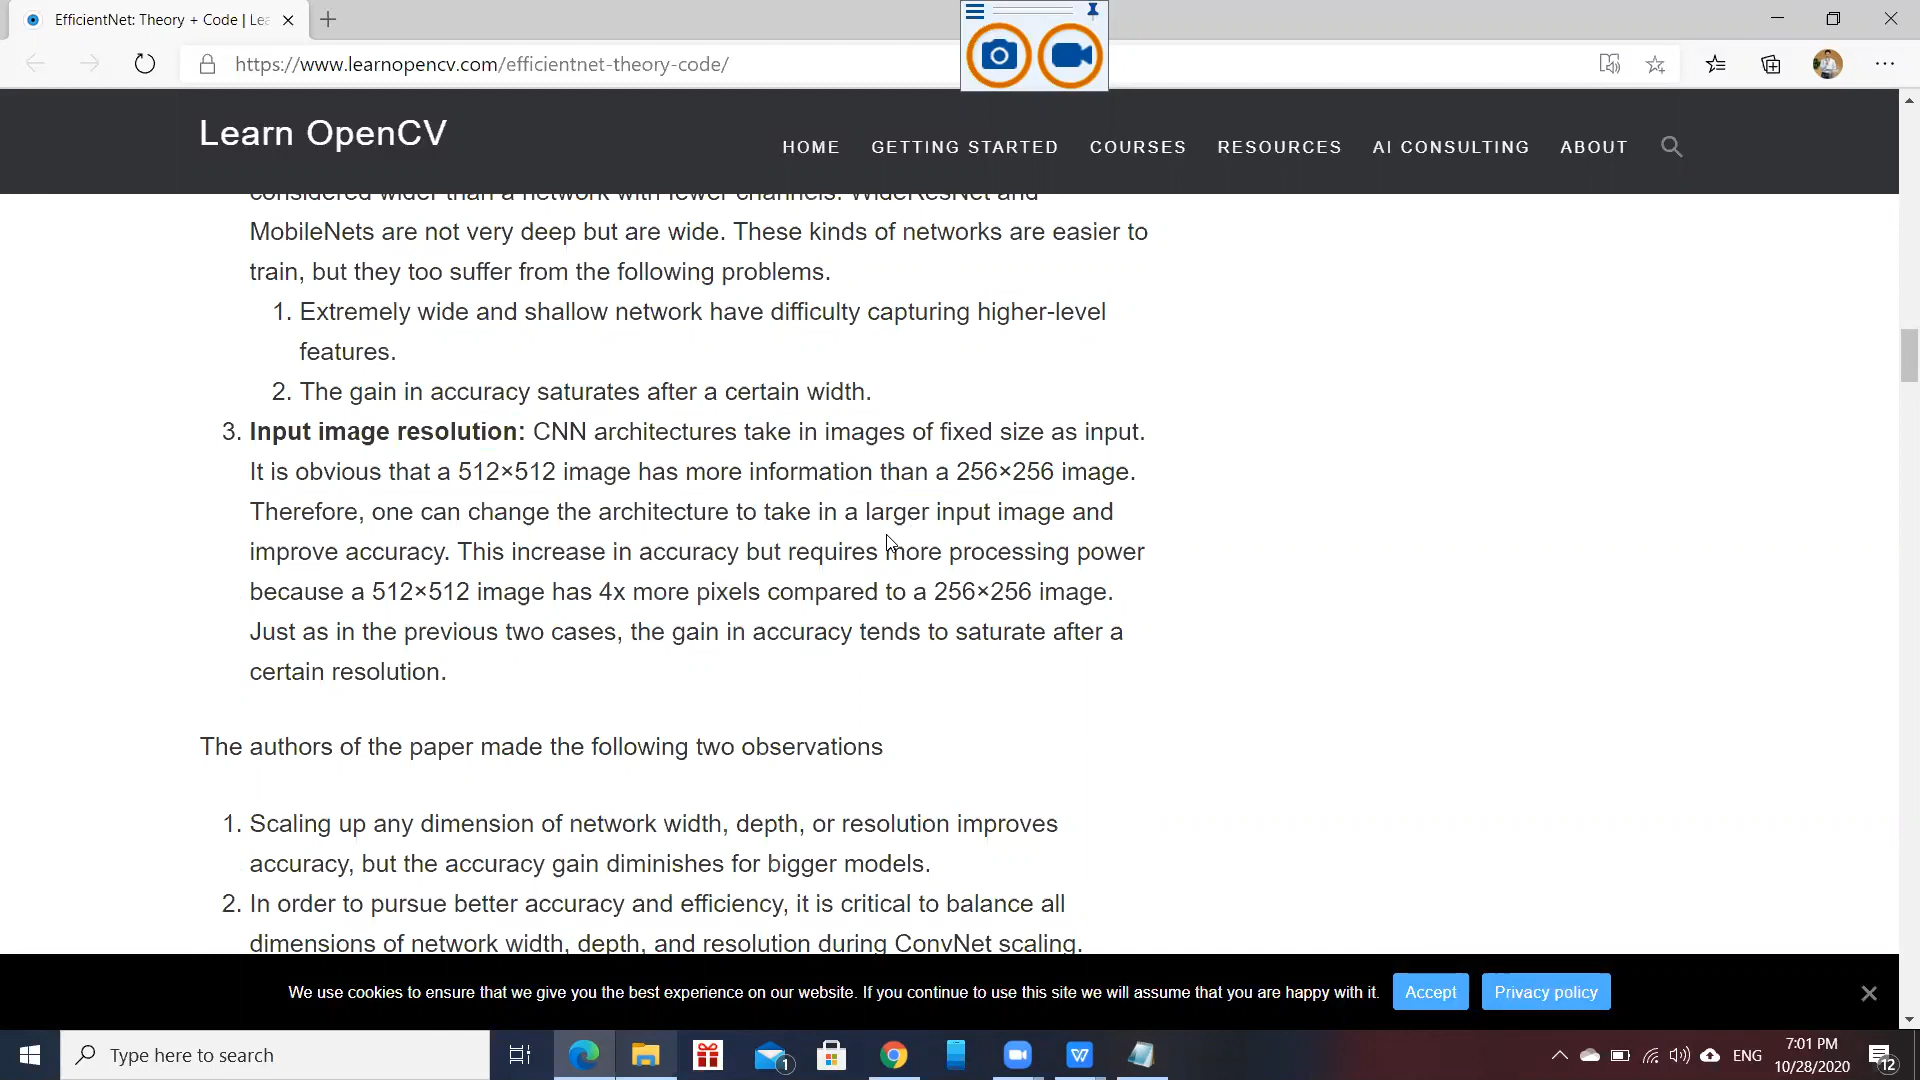 EfficientNet: Theory + Code | Lea
https://www.learnopencv.com/efficientnet-theory-code/
Learn OpenCV
HOME GETTING STARTED COURSES RESOURCES AI CONSULTING ABOUT
considered wider than a network with fewer channels. WideResNet and
MobileNets are not very deep but are wide. These kinds of networks are easier to
train, but they too suffer from the following problems.
1. Extremely wide and shallow network have difficulty capturing higher-level
features.
2. The gain in accuracy saturates after a certain width.
3. Input image resolution: CNN architectures take in images of fixed size as input.
It is obvious that a 512×512 image has more information than a 256×256 image.
Therefore, one can change the architecture to take in a larger input image and
improve accuracy. This increase in accuracy but requires more processing power
because a 512×512 image has 4x more pixels compared to a 256×256 image.
Just as in the previous two cases, the gain in accuracy tends to saturate after a
certain resolution.
The authors of the paper made the following two observations
1. Scaling up any dimension of network width, depth, or resolution improves
accuracy, but the accuracy gain diminishes for bigger models.
2. In order to pursue better accuracy and efficiency, it is critical to balance all
dimensions of network width, depth, and resolution during ConvNet scaling.
We use cookies to ensure that we give you the best experience on our website. If you continue to use this site we will assume that you are happy with it. Accept Privacy policy
Type here to search
1
ENG
7:01 PM
10/28/2020
12